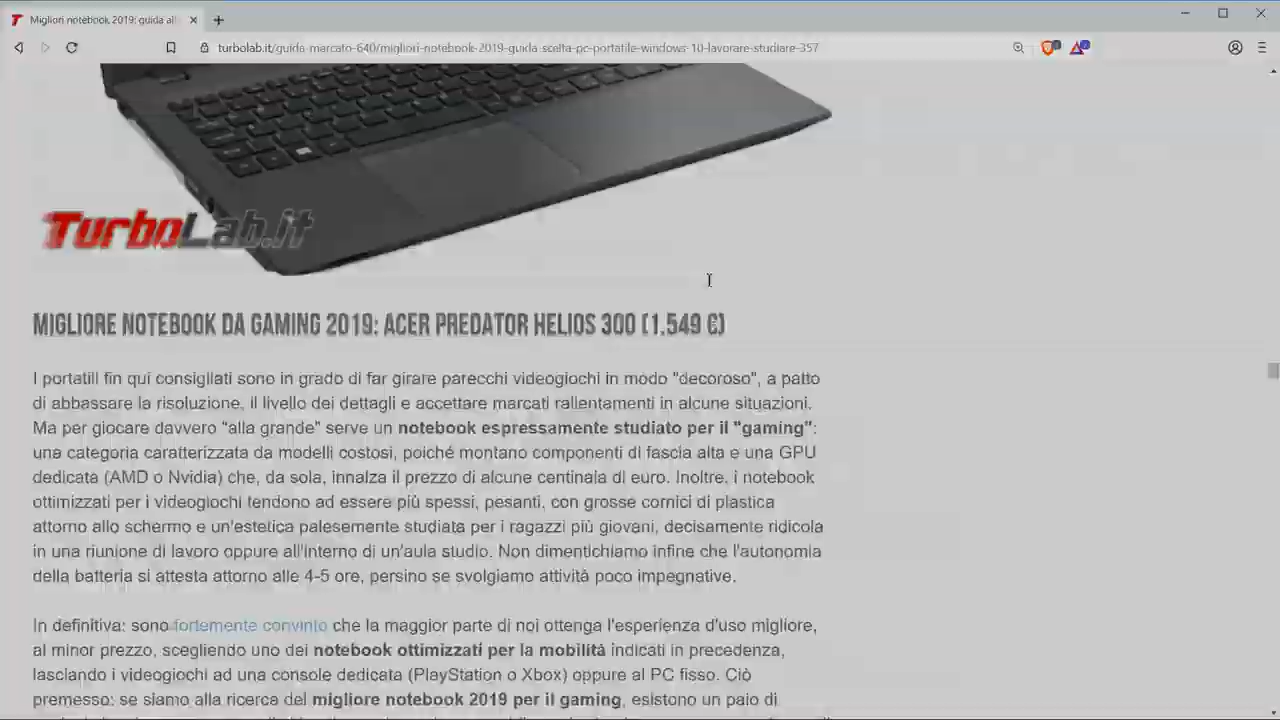 Migliori notebook 2019: guida all
turbolab.it/guida-mercato-640/migliori-notebook-2019-guida-scelta-pc-portatile-windows-10-lavorare-studiare-357
TurboLab.it
MIGLIORE NOTEBOOK DA GAMING 2019: ACER PREDATOR HELIOS 300 (1.549 €)
I portatili fin qui consigliati sono in grado di far girare parecchi videogiochi in modo "decoroso", a patto
di abbassare la risoluzione, il livello dei dettagli e accettare marcati rallentamenti in alcune situazioni.
Ma per giocare davvero "alla grande" serve un notebook espressamente studiato per il "gaming":
una categoria caratterizzata da modelli costosi, poiché montano componenti di fascia alta e una GPU
dedicata (AMD o Nvidia) che, da sola, innalza il prezzo di alcune centinaia di euro. Inoltre, i notebook
ottimizzati per i videogiochi tendono ad essere più spessi, pesanti, con grosse cornici di plastica
attorno allo schermo e un'estetica palesemente studiata per i ragazzi più giovani, decisamente ridicola
in una riunione di lavoro oppure all'interno di un'aula studio. Non dimentichiamo infine che l'autonomia
della batteria si attesta attorno alle 4-5 ore, persino se svolgiamo attività poco impegnative.
In definitiva: sono fortemente convinto che la maggior parte di noi ottenga l'esperienza d'uso migliore,
al minor prezzo, scegliendo uno dei notebook ottimizzati per la mobilità indicati in precedenza,
lasciando i videogiochi ad una console dedicata (PlayStation o Xbox) oppure al PC fisso. Ciò
premesso: se siamo alla ricerca del migliore notebook 2019 per il gaming, esistono un paio di